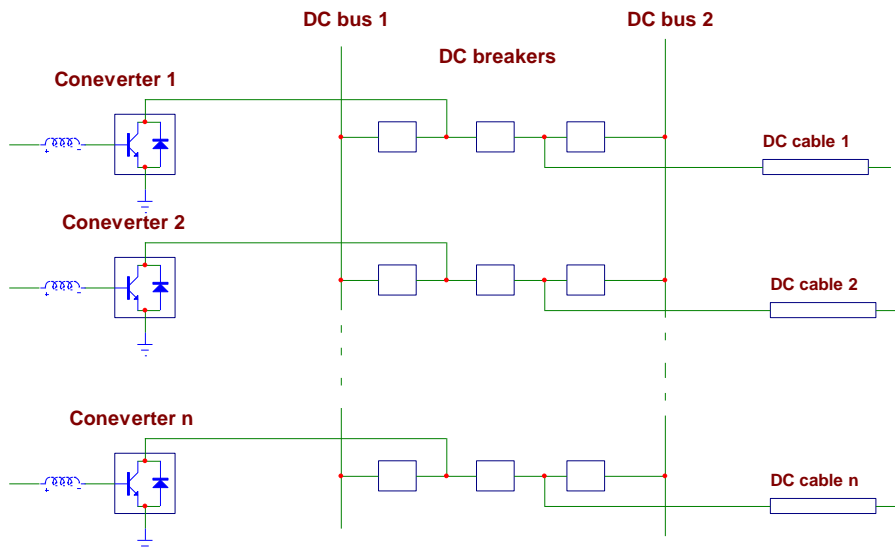 DC bus 1
DC bus 2
DC breakers
Coneverter 1
DC cable 1
Coneverter 2
DC cable 2
Coneverter n
DC cable n